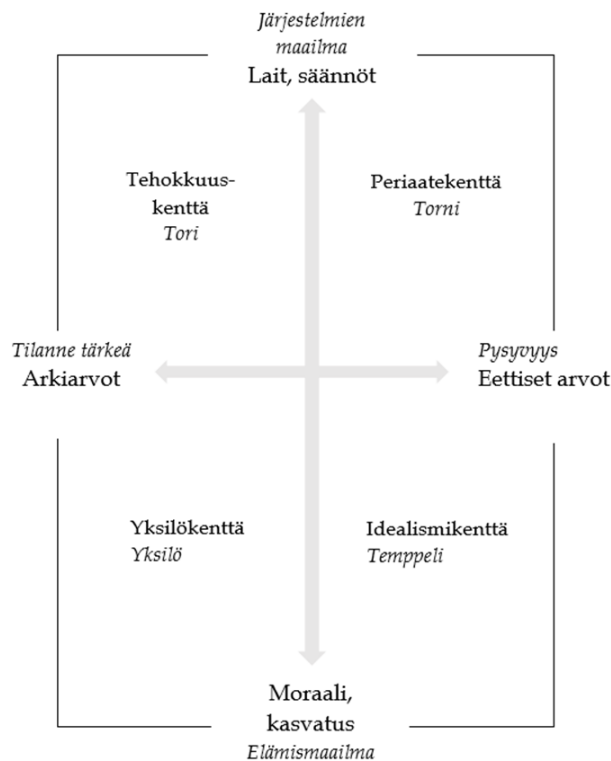 Järjestelmien
maailma
Lait, säännöt
Tehokkuus-
kenttä
Tori
Periaatekenttä
Torni
Tilanne tärkeä
Arkiarvot
Pysyvyys
Eettiset arvot
Yksilökenttä
Yksilö
Idealismikenttä
Temppeli
Moraali,
kasvatus
Elämismaailma